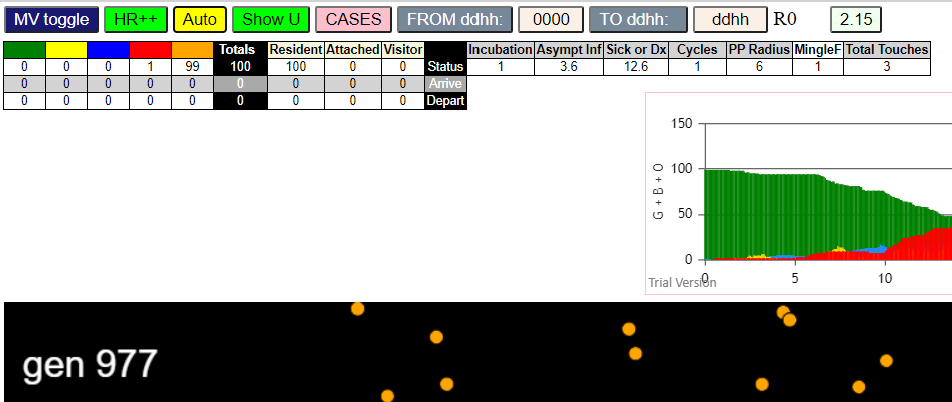 MV toggle HR++ Auto Show U CASES FROM ddhh: 0000 TO ddhh: ddhh R0 2.15
Totals Resident Attached Visitor Incubation Asympt Inf Sick or Dx Cycles PP Radius MingleF Total Touches
0 0 0 1 99 100 100 0 0 Status 1 3.6 12.6 1 6 1 3
0 0 0 0 0 0 0 0 0 Arrive
0 0 0 0 0 0 0 0 0 Depart
150
100
50
0
G + B + O
0 5 10
Trial Version
gen 977